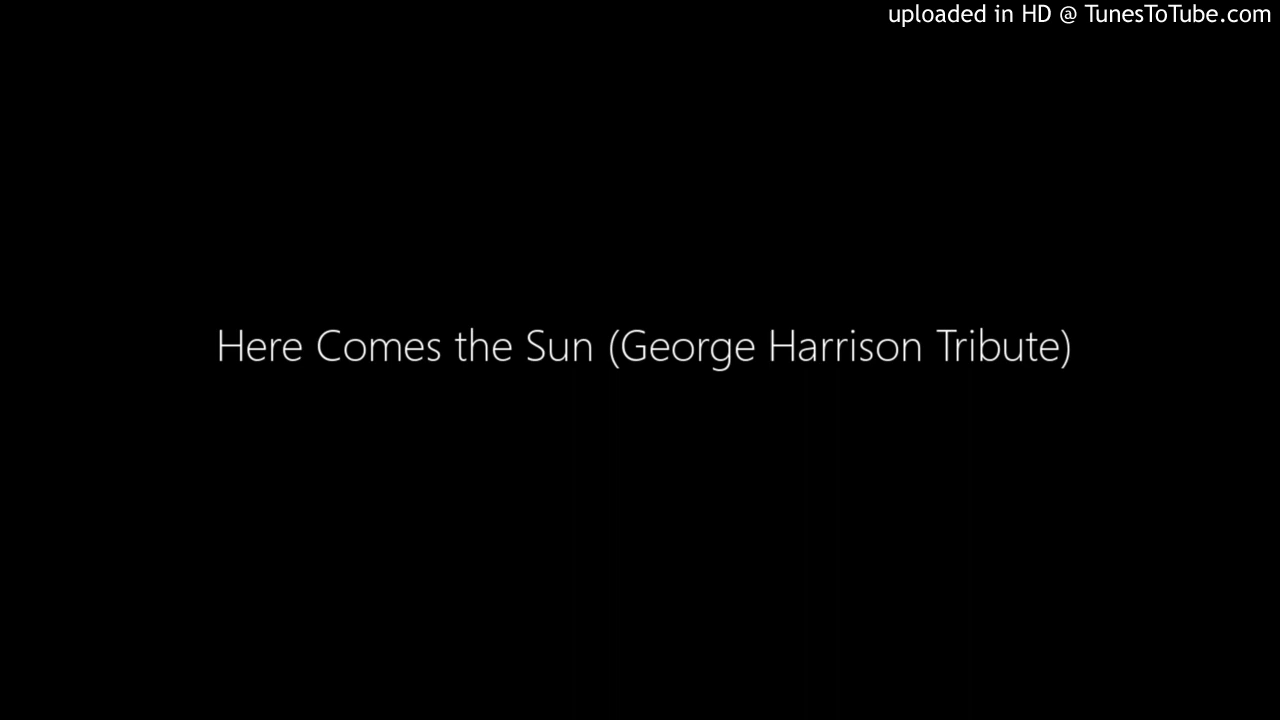 uploaded in HD @ TunesToTube.com
Here Comes the Sun (George Harrison Tribute)